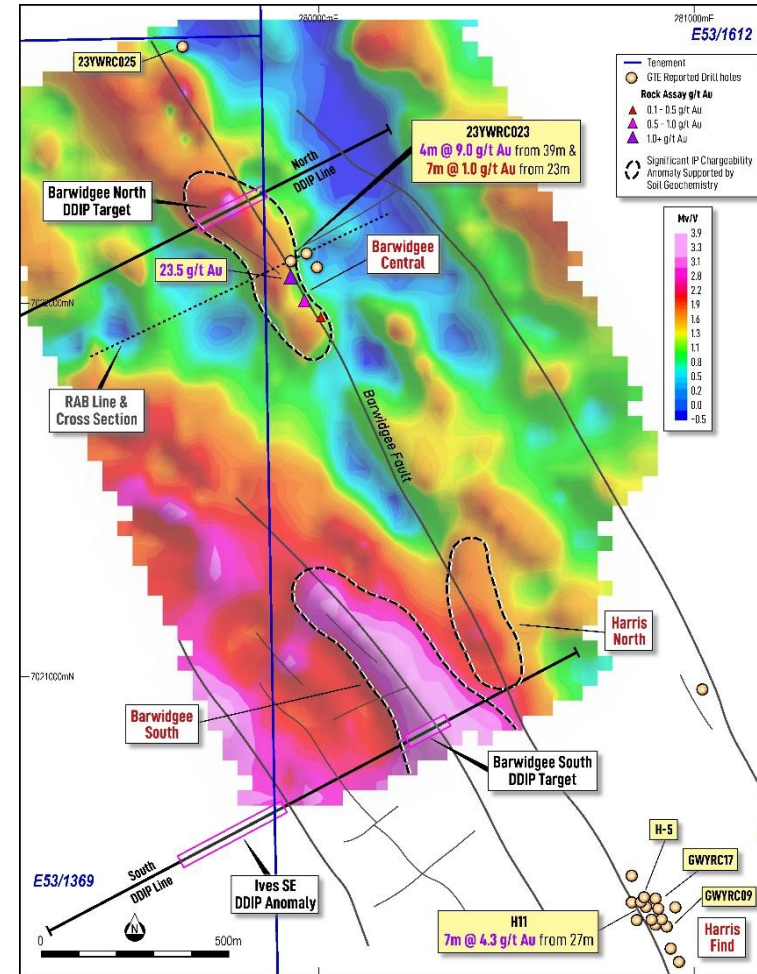 260000mE
281000mE
E53/1612
23YWRC025
Tenement
GTE Reported Drill holes
Rock Assay g/t Au
0.1 - 0.5 g/t Au
0.5 - 1.0 g/t Au
1.0+ g/t Au
Significant IP Chargeability
Anomaly Supported by
Soil Geochemistry
23YWRC023
4m @ 9.0 g/t Au from 39m &
7m @ 1.0 g/t Au from 23m
North
DDIP Line
Barwidgee North
DDIP Target
Mv/V
3.9
3.3
2.6
2.2
1.9
1.7
1.6
1.3
1.1
0.8
0.5
0.2
0.0
-0.5
Barwidgee
Central
23.5 g/t Au
RAB Line &
Cross Section
Barwidgee Fault
Harris
North
7021000mN
Barwidgee
South
Barwidgee South
DDIP Target
South
DDIP Line
E53/1369
Ives SE
DDIP Anomaly
H-5
GWYRC17
GWYRC09
H11
7m @ 4.3 g/t Au from 27m
Harris
Find
N
0
500m